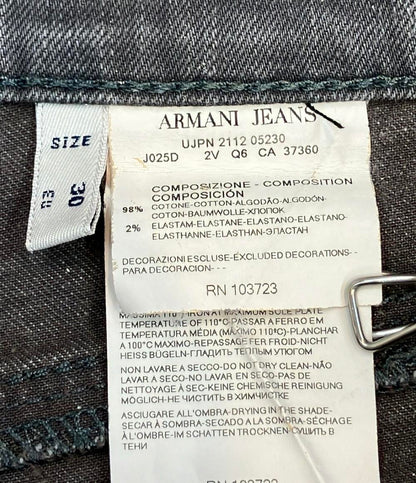 SIZE
30
ARMANI JEANS
UJPN 2112 05230
J025D 2V Q6 CA 37360
COMPOSIZIONE - COMPOSITION
COMPOSICIÓN
98% COTONE-COTTON-ALGODÃO-ALGODÓN-
COTON-BAUMWOLLE-ХЛОПОК
2% ELASTAM-ELASTANE-ELASTANO-ELASTANO-
ELASTHANNE-ELASTHAN-ЭЛАСТАН
DECORAZIONI ESCLUSE-EXCLUDED DECORATIONS--
PARA DECORACION---
RN 103723
TEMPERATURE OF 110°C-PASSAR A FERRO EM
TEMPERATURA MÉDIA (MÁXIMO 110°C)-PLANCHAR
A 100°C MAXIMO-REPASSAGE FER FROID-NICHT
HEISS BÜGELN-ГЛАДИТЬ ТЕПЛЫМ УТЮГОМ
NON LAVARE A SECCO-DO NOT DRY CLEAN-NÃO
LAVAR A SECO-NO LAVAR EN SECO-PAS DE
NETTOYAGE À SEC-KEINE CHEMISCHE REINIGUNG
MÖGLICH-НЕ ЧИСТИТЬ В ХИМЧИСТКЕ
ASCIUGARE ALL'OMBRA-DRYING IN THE SHADE-
SECAR À SOMBRA-SECADO A LA SOMBRA-SÉCHER À
L'OMBRE-IM SCHATTEN TROCKNEN-СУШИТЬ В
ТЕНИ
RN 103723